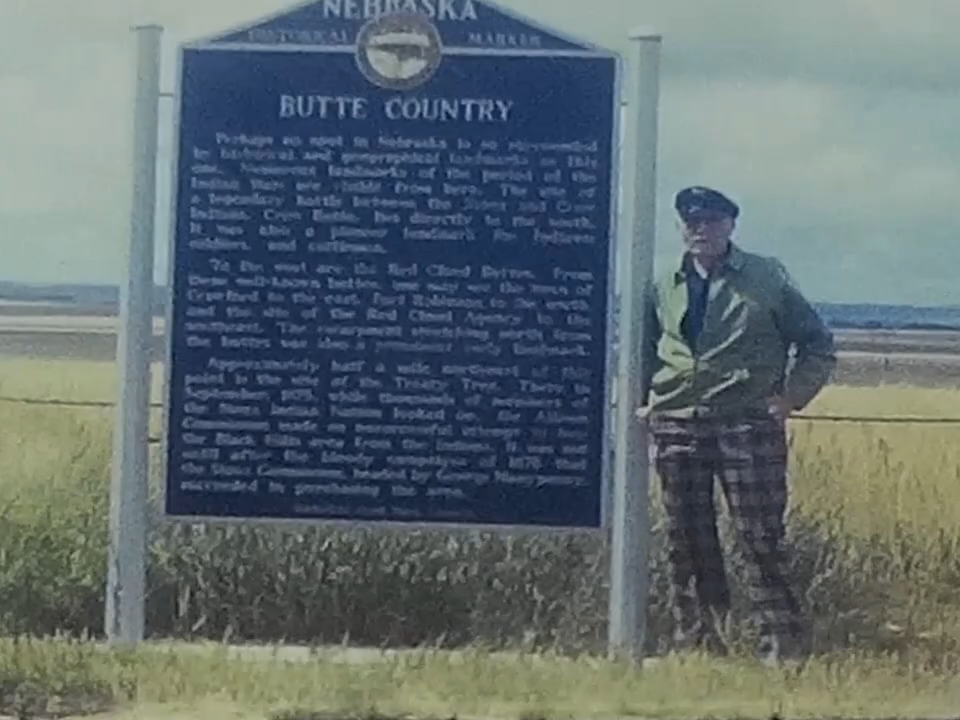 NEBRASKA
HISTORICAL MARKER
BUTTE COUNTRY
Perhaps no spot in Nebraska is so surrounded
by historical and geographical landmarks as this
one. Numerous landmarks of the period of the
Indian Wars are visible from here. The site of
a legendary battle between the Sioux and Crow
Indians, Crow Butte, lies directly to the south.
It was also a pioneer landmark for
soldiers, and cattlemen.
To the west are the Red Cloud Buttes. From
these well-known buttes, one may see the town of
Crawford to the east, Fort Robinson to the south
and the site of the Red Cloud Agency to the
southeast. The escarpment stretching north from
the buttes was also a prominent early landmark.
Approximately half a mile northwest of this
point is the site of the Treaty Tree. There in
September, 1875, while thousands of members of
the Sioux Indian Nation looked on, the Allison
Commission made an unsuccessful attempt to buy
the Black Hills area from the Indians. It was not
until after the bloody campaigns of 1876 that
the Sioux Commission, headed by George Manypenny,
succeeded in purchasing the area.